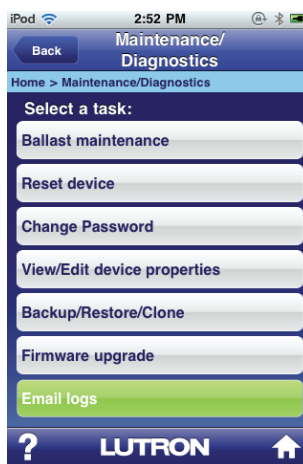 iPod 2:52 PM
Maintenance/
Back
Diagnostics
Home > Maintenance/Diagnostics
Select a task:
Ballast maintenance
Reset device
Change Password
View/Edit device properties
Backup/Restore/Clone
Firmware upgrade
Email logs
? LUTRON